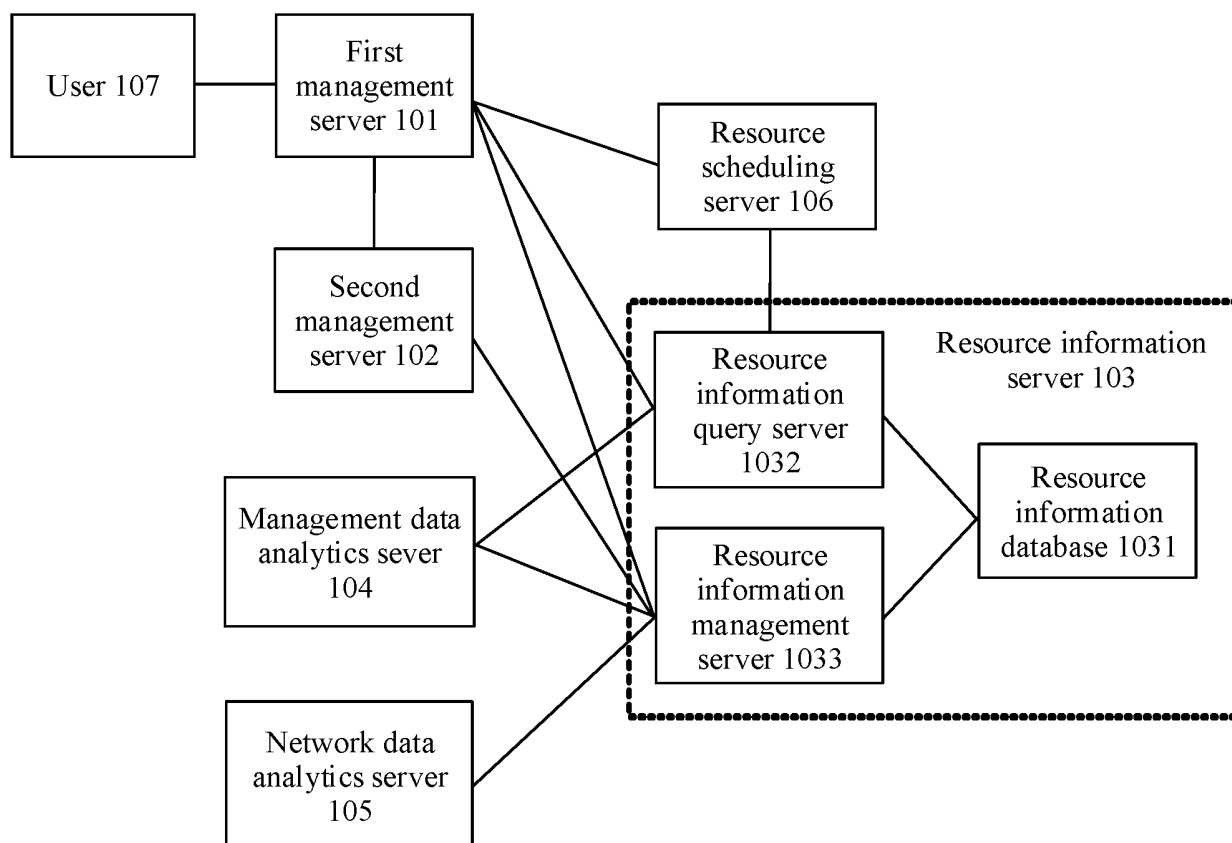 User 107
First
management
server 101
Resource
scheduling
server 106
Second
management
server 102
Resource information
server 103
Resource
information
query server
1032
Resource
information
database 1031
Management data
analytics sever
104
Resource
information
management
server 1033
Network data
analytics server
105